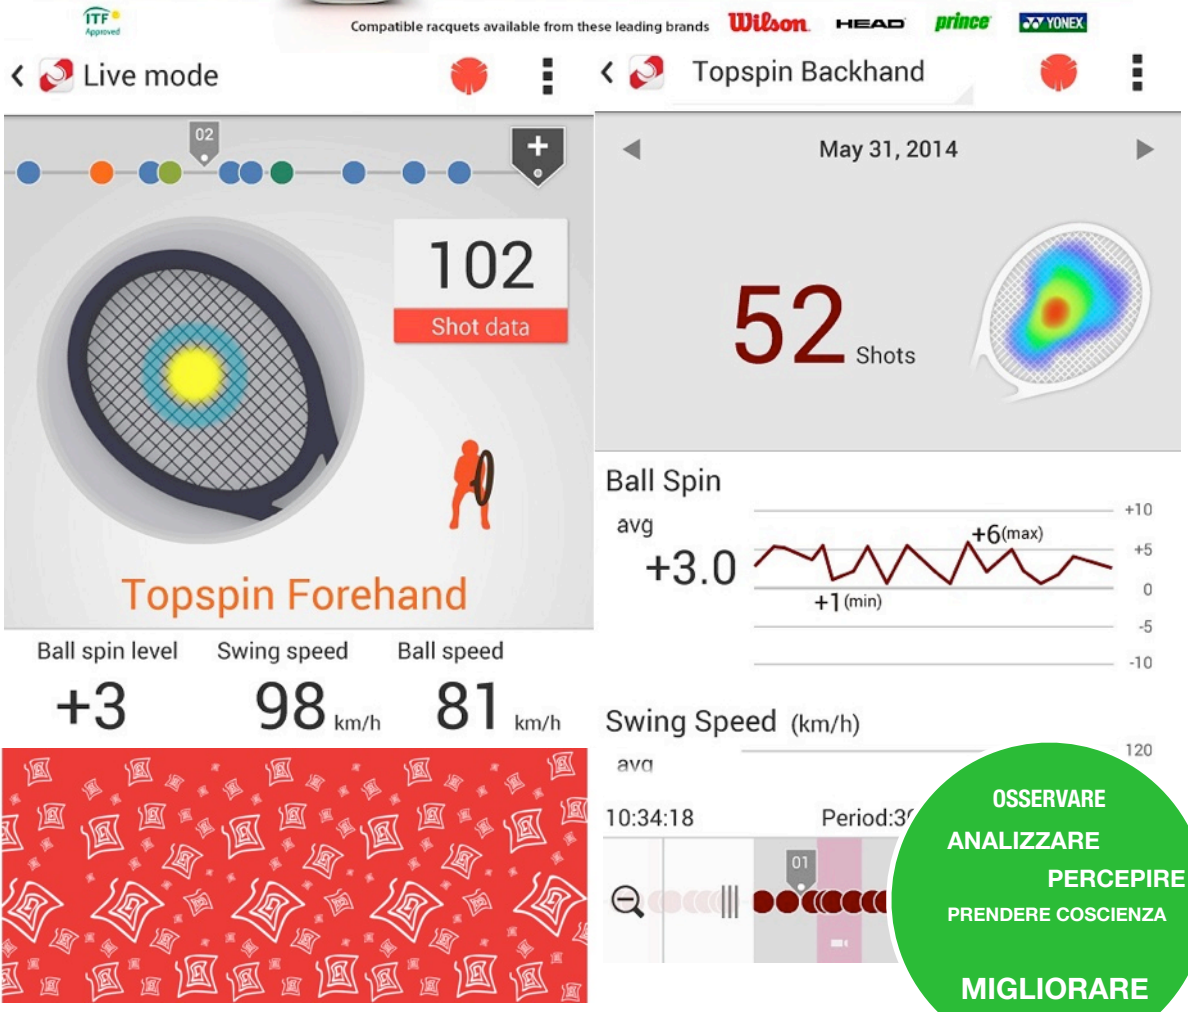 ITF
Approved
Compatible racquets available from these leading brands
Wilson
HEAD
prince
YONEX
Live mode
02
+
102
Shot data
Topspin Forehand
Ball spin level
Swing speed
Ball speed
+3
98 km/h
81 km/h
Topspin Backhand
May 31, 2014
52 Shots
Ball Spin
avg
+3.0
+10
+6(max)
+5
0
+1(min)
-5
-10
Swing Speed (km/h)
120
avg
10:34:18
Period:
01
OSSERVARE
ANALIZZARE
PERCEPIRE
PRENDERE COSCIENZA
MIGLIORARE